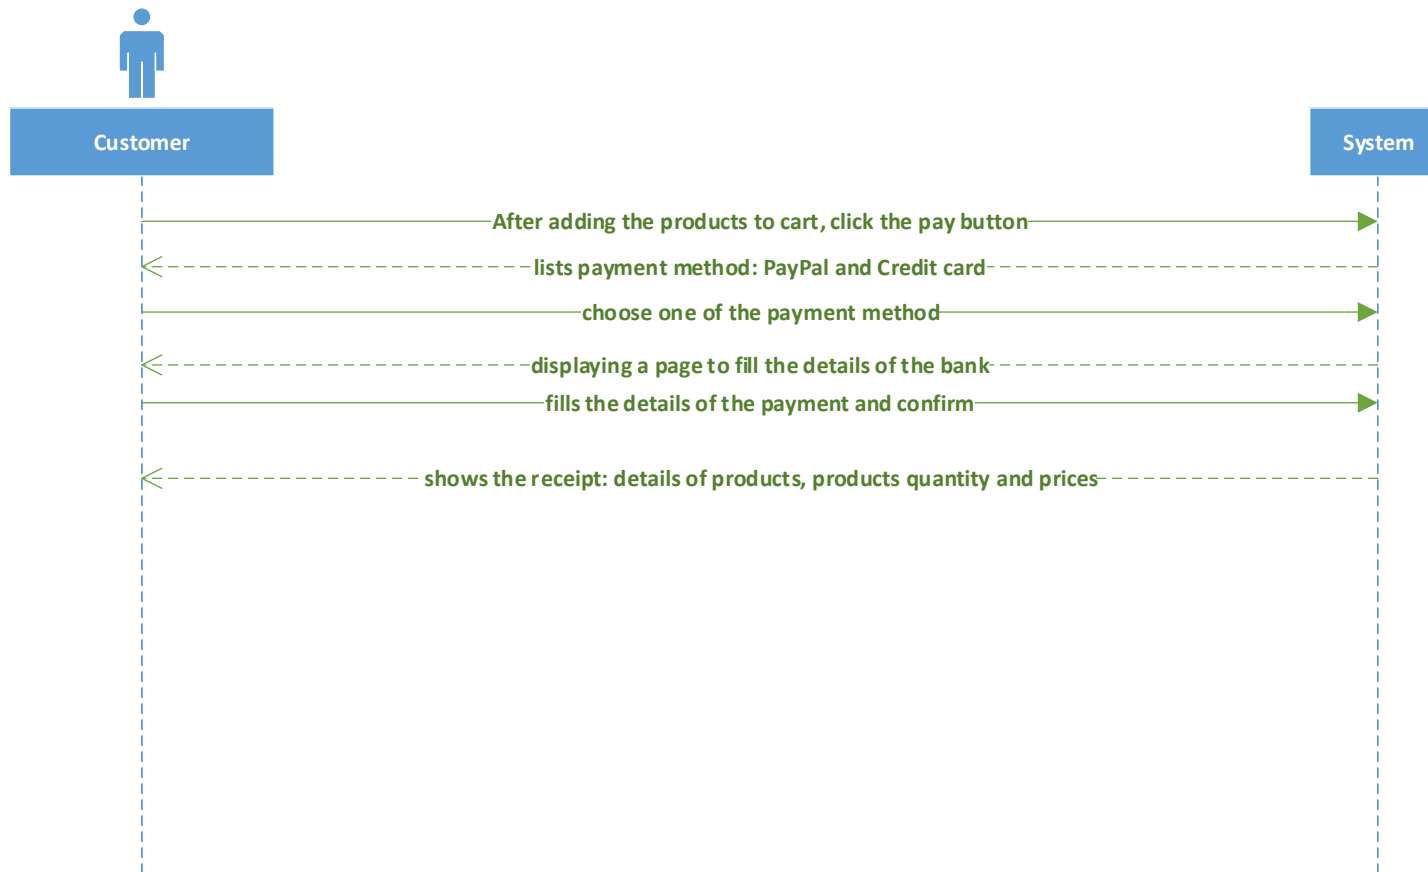 Customer
System
After adding the products to cart, click the pay button
lists payment method: PayPal and Credit card
choose one of the payment method
displaying a page to fill the details of the bank
fills the details of the payment and confirm
shows the receipt: details of products, products quantity and prices